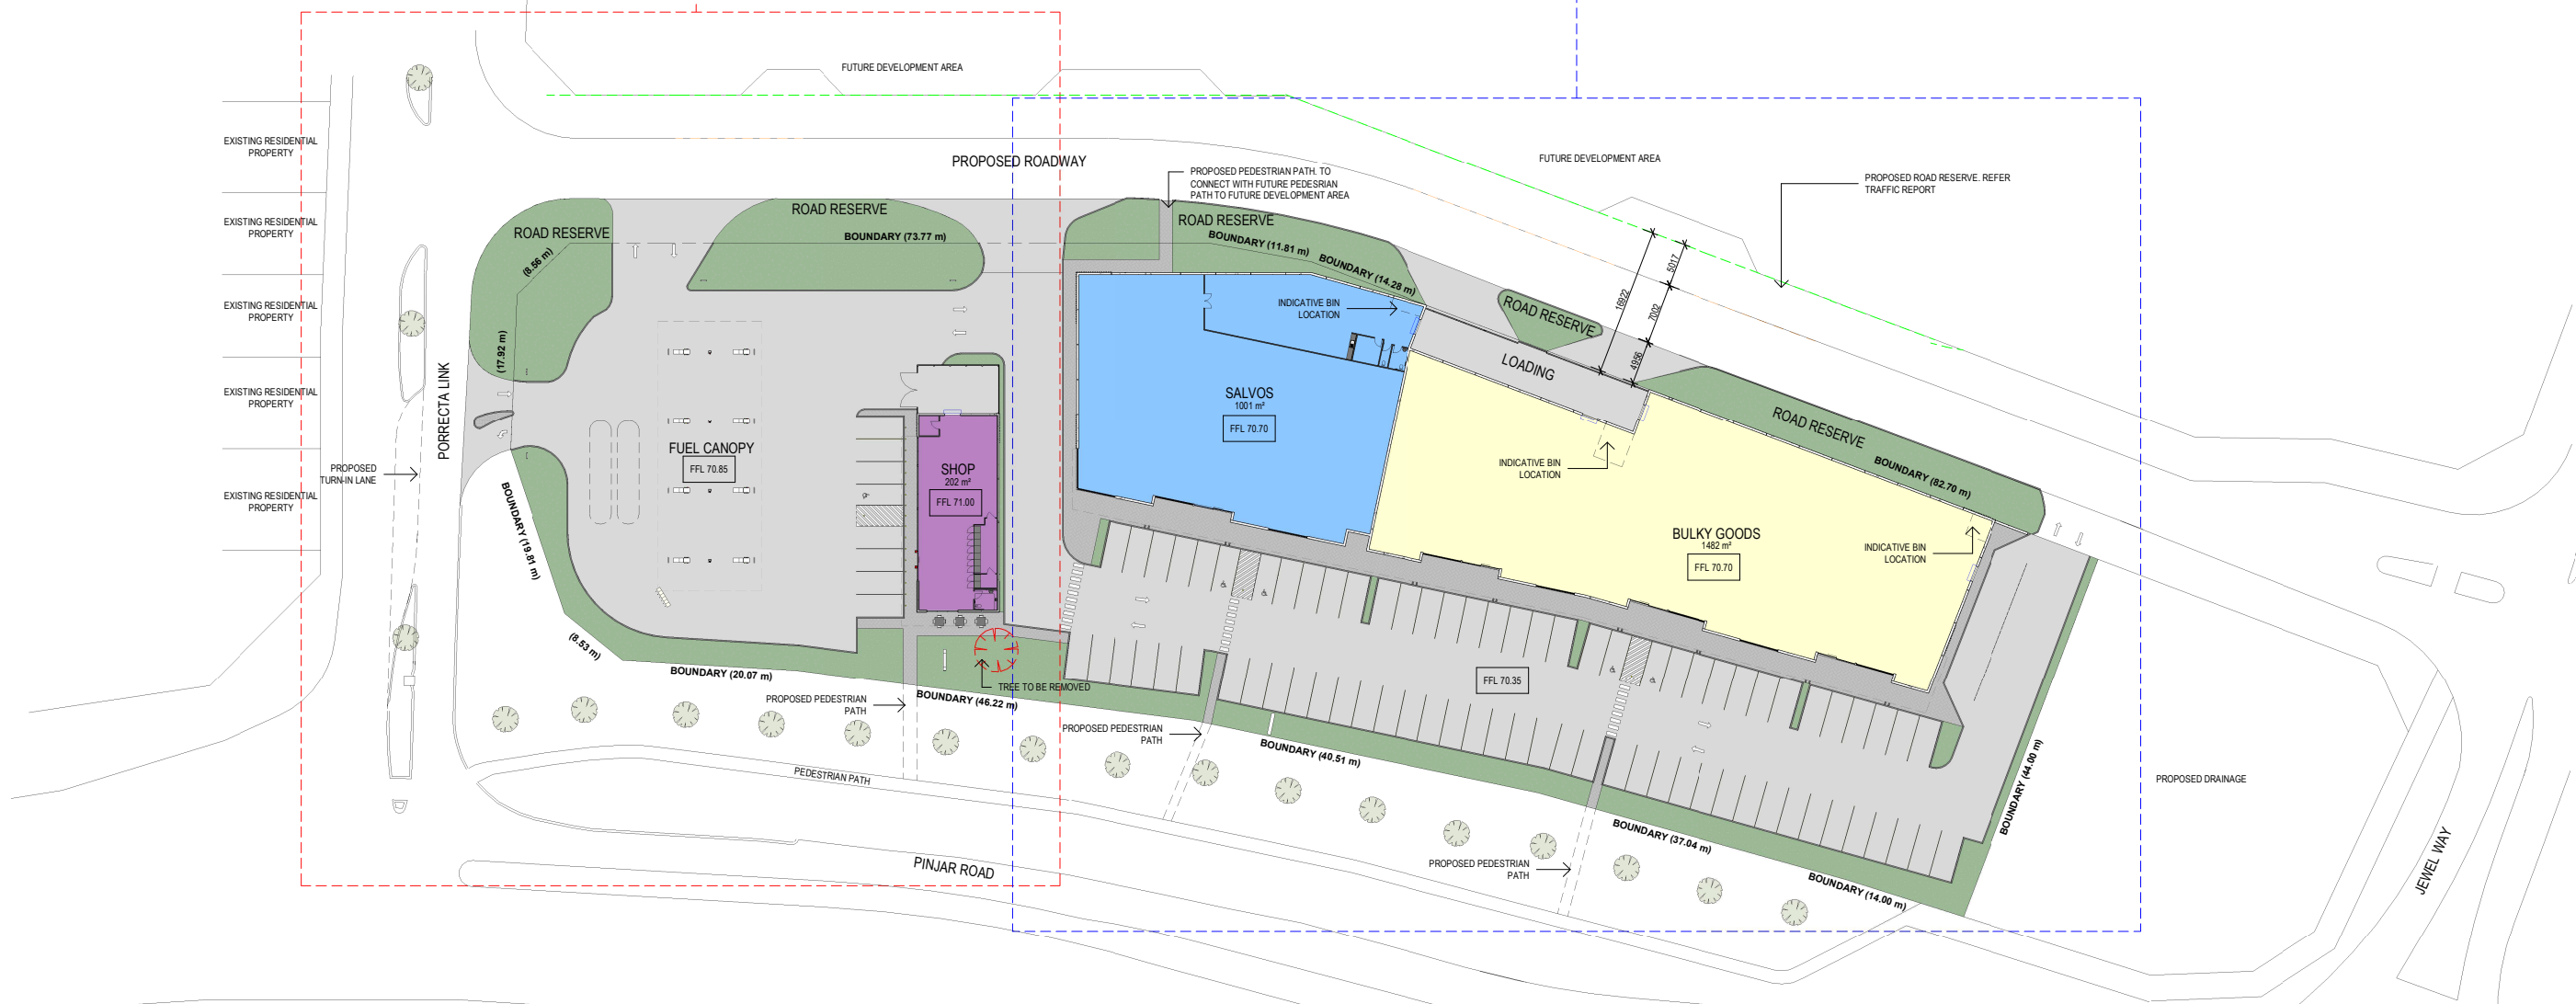 FUTURE DEVELOPMENT AREA
EXISTING RESIDENTIAL
PROPERTY
EXISTING RESIDENTIAL
PROPERTY
EXISTING RESIDENTIAL
PROPERTY
EXISTING RESIDENTIAL
PROPERTY
EXISTING RESIDENTIAL
PROPERTY
PROPOSED ROADWAY
PROPOSED PEDESTRIAN PATH. TO
CONNECT WITH FUTURE PEDESRIAN
PATH TO FUTURE DEVELOPMENT AREA
FUTURE DEVELOPMENT AREA
PROPOSED ROAD RESERVE. REFER
TRAFFIC REPORT
ROAD RESERVE
ROAD RESERVE
ROAD RESERVE
BOUNDARY (73.77 m)
BOUNDARY (11.81 m)
BOUNDARY (14.28 m)
(8.56 m)
(17.92 m)
INDICATIVE BIN
LOCATION
ROAD RESERVE
5017
16922
7002
4956
LOADING
PORRECTA LINK
PROPOSED
TURN-IN LANE
FUEL CANOPY
FFL 70.85
SHOP
202 m²
FFL 71.00
SALVOS
1001 m²
FFL 70.70
INDICATIVE BIN
LOCATION
ROAD RESERVE
BOUNDARY (82.70 m)
BULKY GOODS
1482 m²
FFL 70.70
INDICATIVE BIN
LOCATION
BOUNDARY (19.81 m)
(8.53 m)
BOUNDARY (20.07 m)
TREE TO BE REMOVED
BOUNDARY (46.22 m)
PROPOSED PEDESTRIAN
PATH
PROPOSED PEDESTRIAN
PATH
FFL 70.35
BOUNDARY (40.51 m)
PEDESTRIAN PATH
PINJAR ROAD
PROPOSED PEDESTRIAN
PATH
BOUNDARY (37.04 m)
BOUNDARY (14.00 m)
BOUNDARY (44.00 m)
PROPOSED DRAINAGE
JEWEL WAY